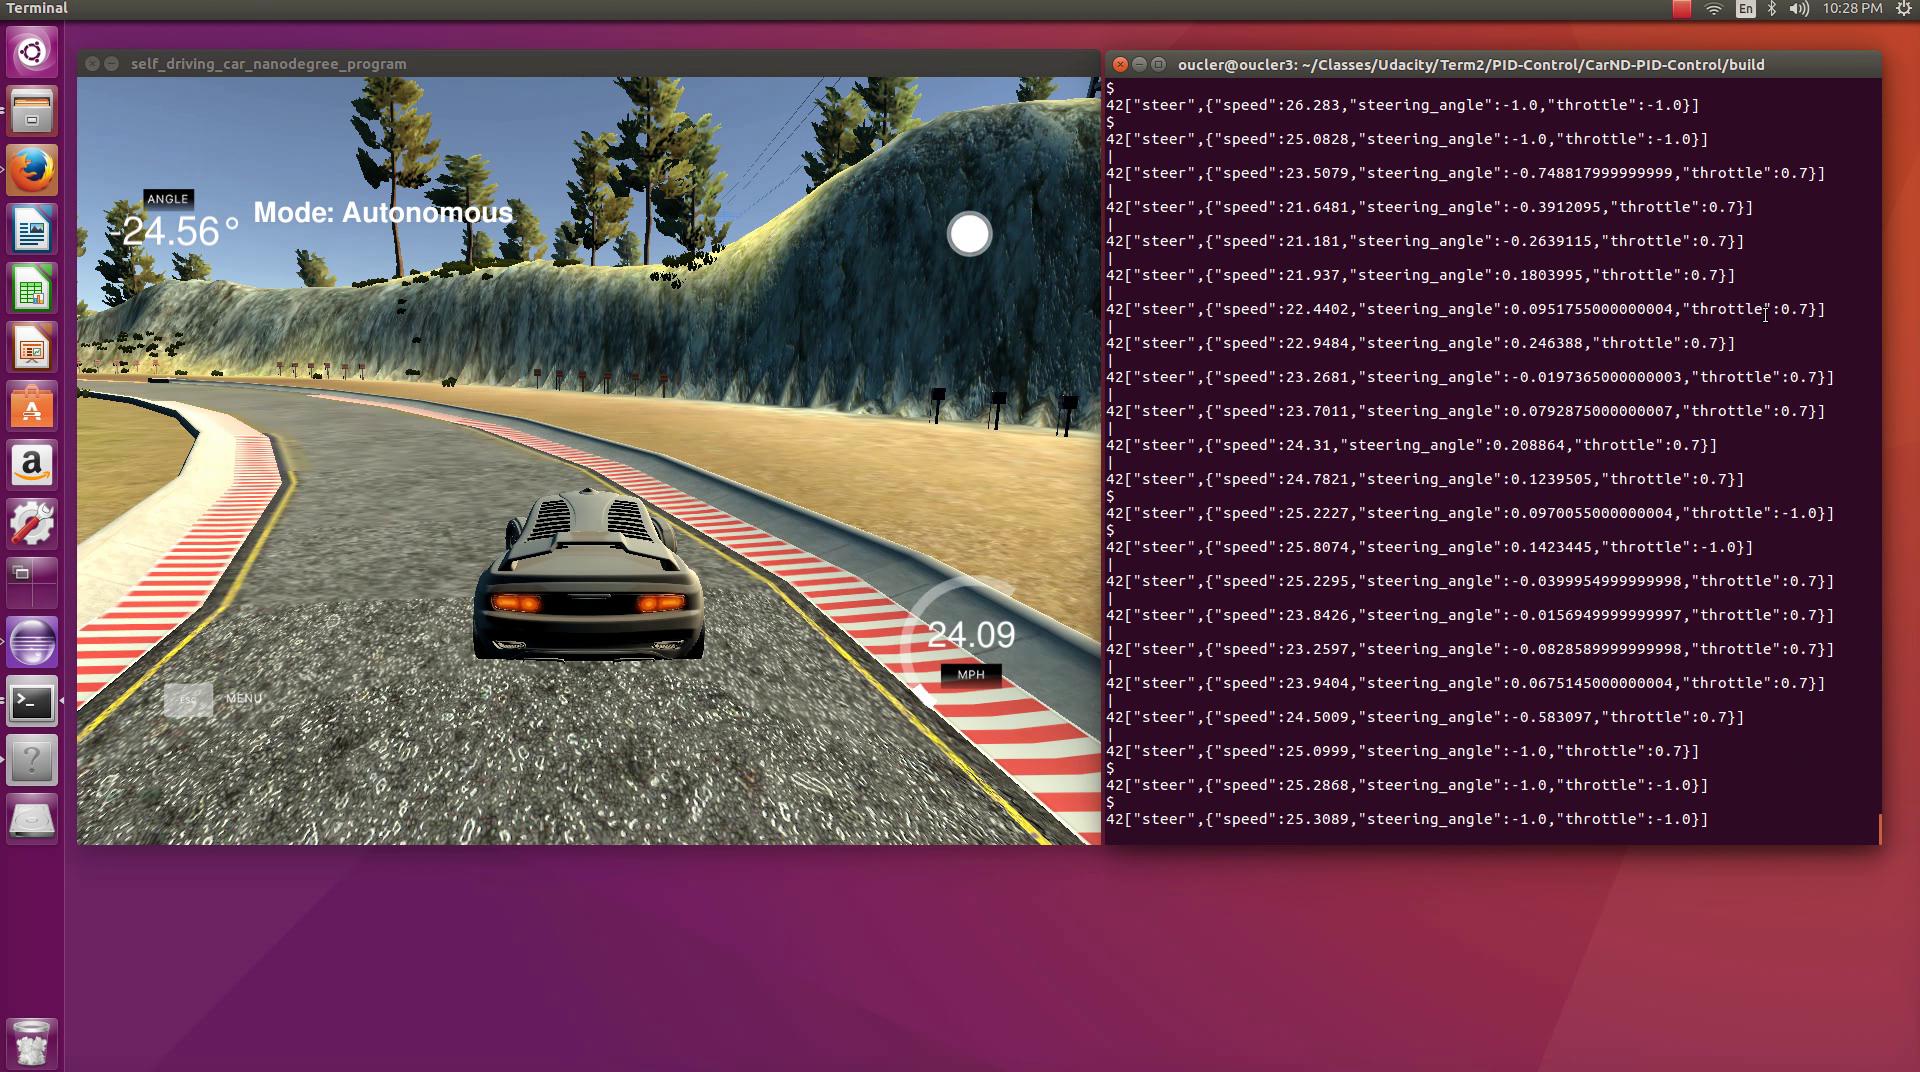 Terminal
En
10:28 PM
self_driving_car_nanodegree_program
ANGLE
-24.56°
Mode: Autonomous
24.09
MPH
ESC
MENU
oucler@oucler3: ~/Classes/Udacity/Term2/PID-Control/CarND-PID-Control/build
$
42["steer",{"speed":26.283,"steering_angle":-1.0,"throttle":-1.0}]
$
42["steer",{"speed":25.0828,"steering_angle":-1.0,"throttle":-1.0}]
|
42["steer",{"speed":23.5079,"steering_angle":-0.748817999999999,"throttle":0.7}]
|
42["steer",{"speed":21.6481,"steering_angle":-0.3912095,"throttle":0.7}]
|
42["steer",{"speed":21.181,"steering_angle":-0.2639115,"throttle":0.7}]
|
42["steer",{"speed":21.937,"steering_angle":0.1803995,"throttle":0.7}]
|
42["steer",{"speed":22.4402,"steering_angle":0.0951755000000004,"throttle":0.7}]
|
42["steer",{"speed":22.9484,"steering_angle":0.246388,"throttle":0.7}]
|
42["steer",{"speed":23.2681,"steering_angle":-0.0197365000000003,"throttle":0.7}]
|
42["steer",{"speed":23.7011,"steering_angle":0.0792875000000007,"throttle":0.7}]
|
42["steer",{"speed":24.31,"steering_angle":0.208864,"throttle":0.7}]
|
42["steer",{"speed":24.7821,"steering_angle":0.1239505,"throttle":0.7}]
$
42["steer",{"speed":25.2227,"steering_angle":0.0970055000000004,"throttle":-1.0}]
$
42["steer",{"speed":25.8074,"steering_angle":0.1423445,"throttle":-1.0}]
|
42["steer",{"speed":25.2295,"steering_angle":-0.0399954999999998,"throttle":0.7}]
|
42["steer",{"speed":23.8426,"steering_angle":-0.0156949999999997,"throttle":0.7}]
|
42["steer",{"speed":23.2597,"steering_angle":-0.0828589999999998,"throttle":0.7}]
|
42["steer",{"speed":23.9404,"steering_angle":0.0675145000000004,"throttle":0.7}]
|
42["steer",{"speed":24.5009,"steering_angle":-0.583097,"throttle":0.7}]
|
42["steer",{"speed":25.0999,"steering_angle":-1.0,"throttle":0.7}]
$
42["steer",{"speed":25.2868,"steering_angle":-1.0,"throttle":-1.0}]
$
42["steer",{"speed":25.3089,"steering_angle":-1.0,"throttle":-1.0}]